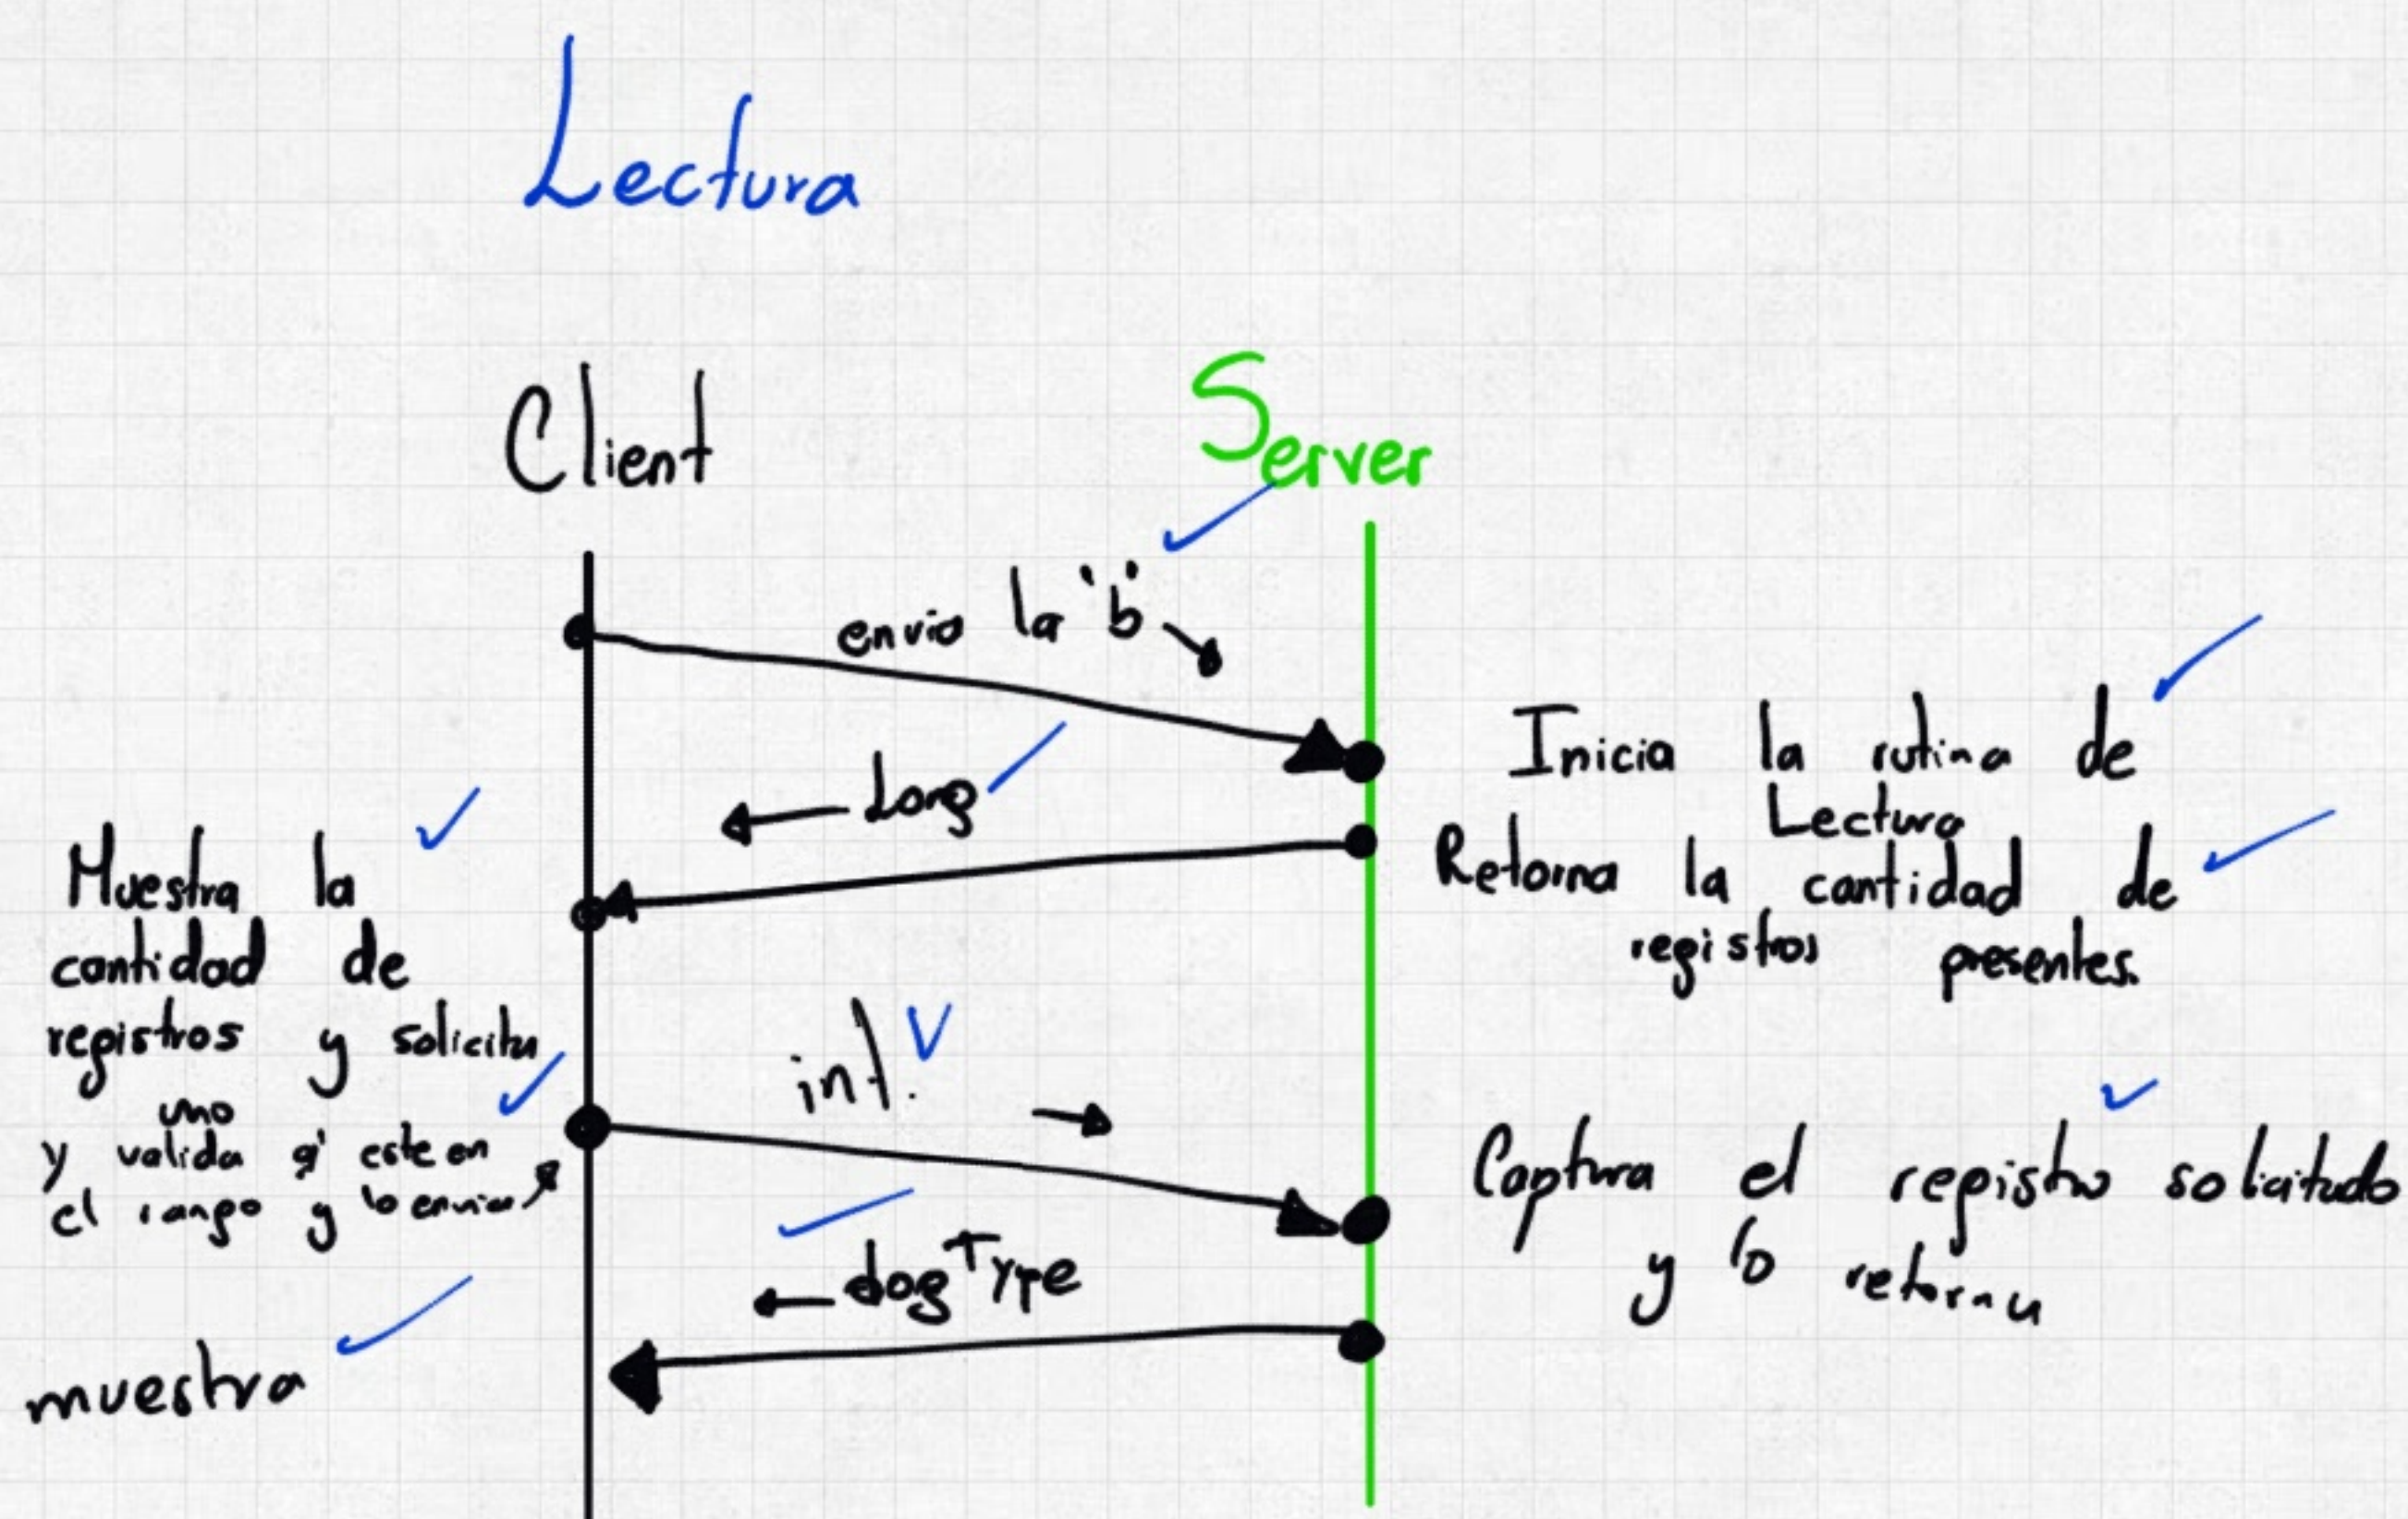 Lectura
Client
Server
envio la 'b'
Inicia la rutina de
Lectura
Long
Retorna la cantidad de
registros presentes.
Muestra la
cantidad de
registros y solicita
uno
y valida q' este en
el rango y lo envia
int.
Captura el registro solicitado
y lo retorna
dogType
muestra